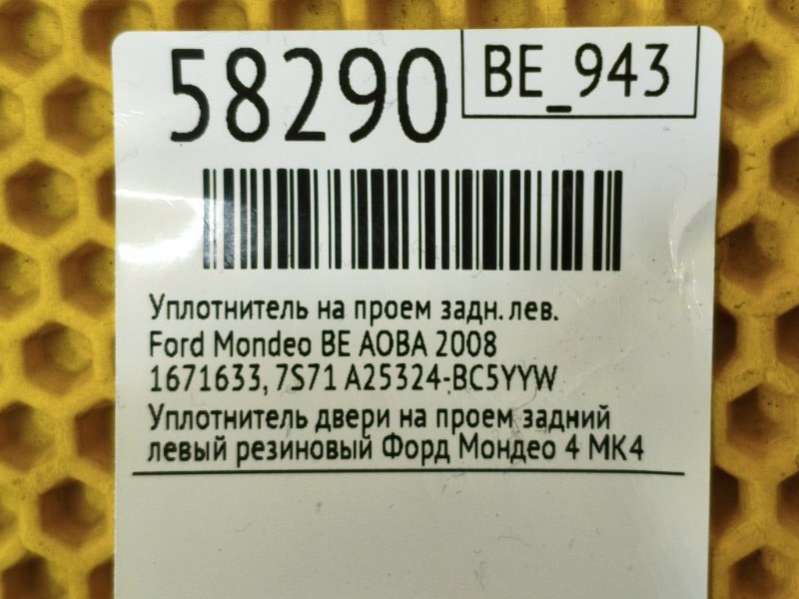 58290
BE_943
Уплотнитель на проем задн. лев.
Ford Mondeo BE AOBA 2008
1671633, 7S71 A25324-BC5YYW
Уплотнитель двери на проем задний
левый резиновый Форд Мондео 4 МК4